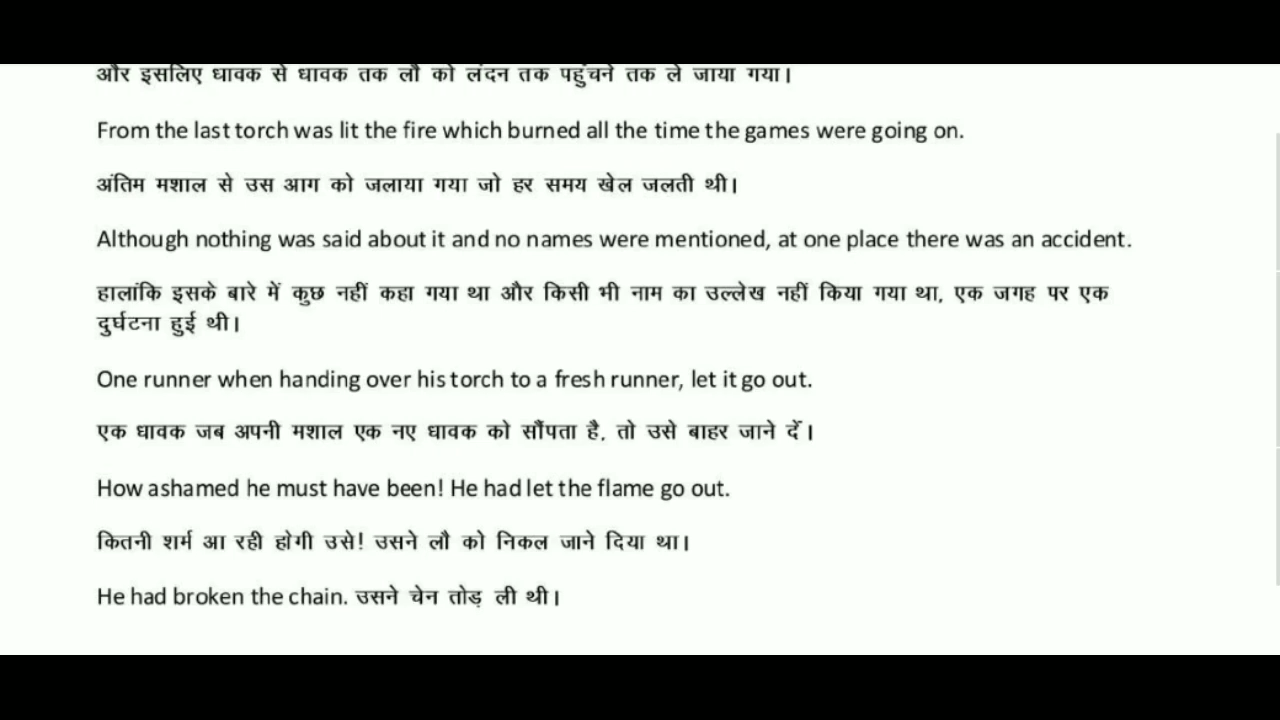 और इसलिए धावक से धावक तक लौ को लंदन तक पहुंचने तक ले जाया गया।
From the last torch was lit the fire which burned all the time the games were going on.
अंतिम मशाल से उस आग को जलाया गया जो हर समय खेल जलती थी।
Although nothing was said about it and no names were mentioned, at one place there was an accident.
हालांकि इसके बारे में कुछ नहीं कहा गया था और किसी भी नाम का उल्लेख नहीं किया गया था, एक जगह पर एक
दुर्घटना हुई थी।
One runner when handing over his torch to a fresh runner, let it go out.
एक धावक जब अपनी मशाल एक नए धावक को सौंपता है, तो उसे बाहर जाने दें।
How ashamed he must have been! He had let the flame go out.
कितनी शर्म आ रही होगी उसे! उसने लौ को निकल जाने दिया था।
He had broken the chain. उसने चेन तोड़ ली थी।